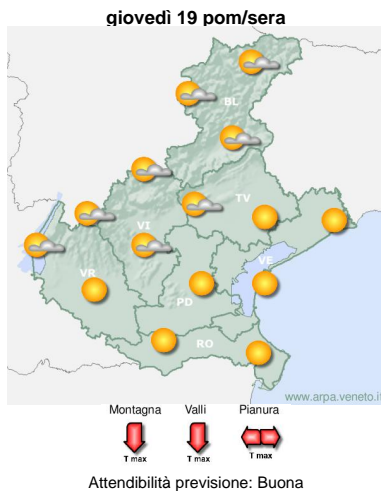 giovedì 19 pom/sera
BL
TV
VI
VE
VR
PD
RO
www.arpa.veneto.it
Montagna Valli Pianura
T max T max T max
Attendibilità previsione: Buona